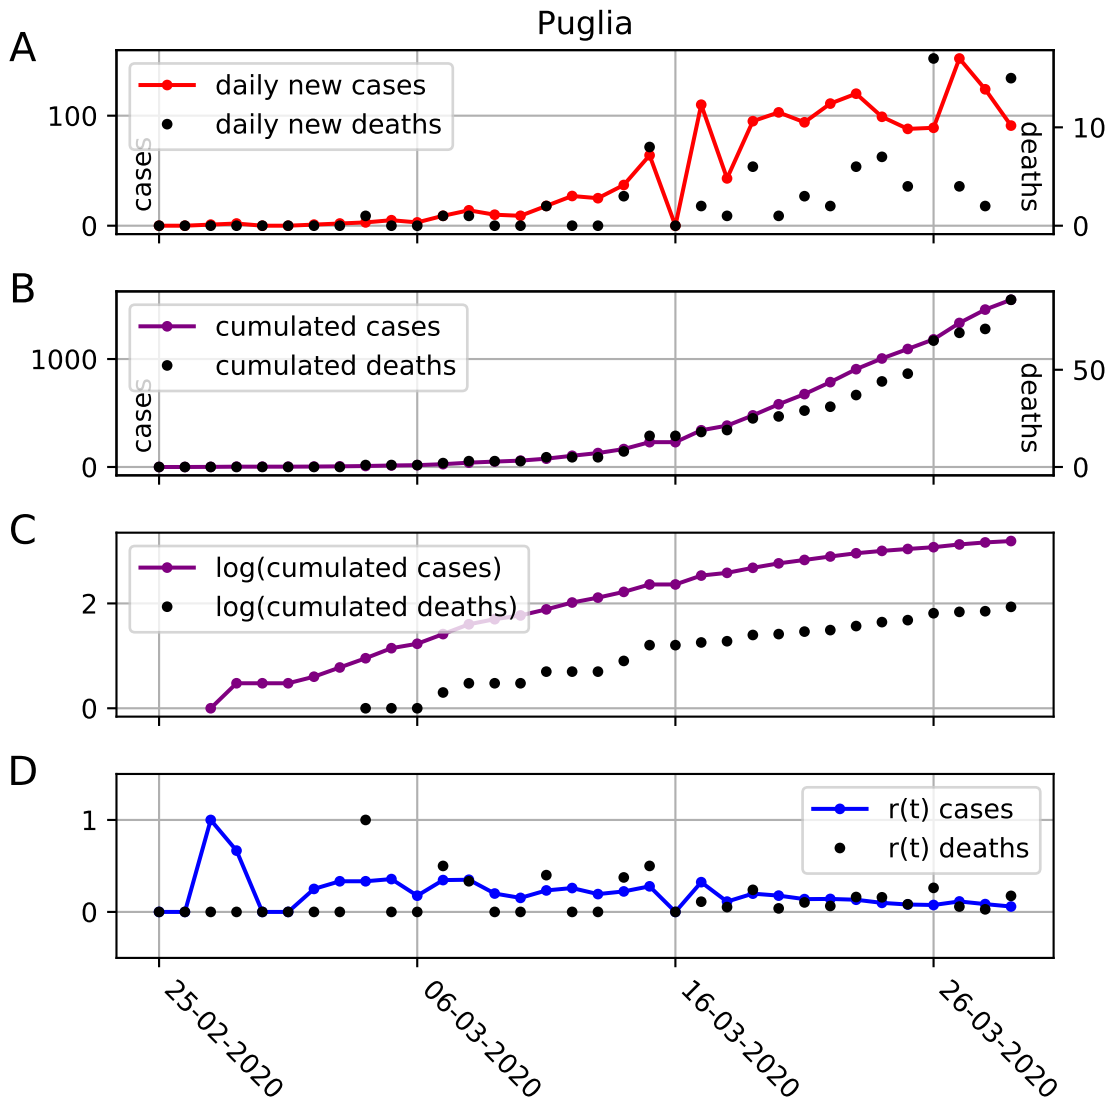 Puglia
A
daily new cases
daily new deaths
100
0
cases
10
0
deaths
B
cumulated cases
cumulated deaths
1000
0
cases
50
0
deaths
C
log(cumulated cases)
log(cumulated deaths)
2
0
D
r(t) cases
r(t) deaths
1
0
25-02-2020
06-03-2020
16-03-2020
26-03-2020